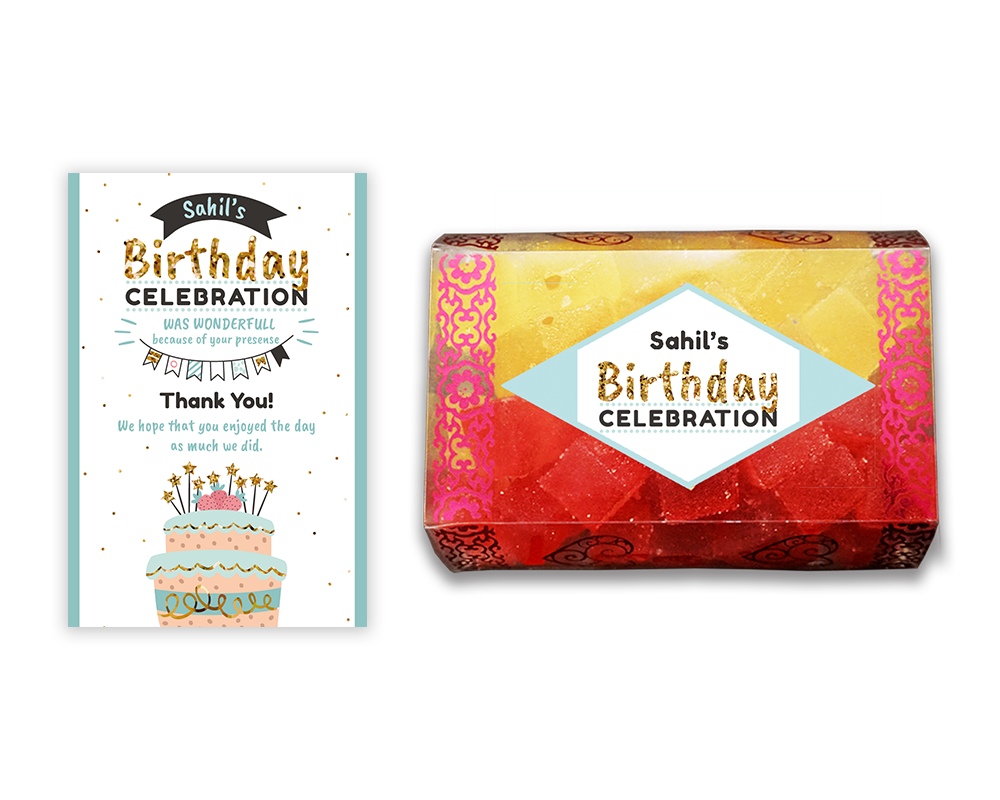 Sahil's
Birthday
CELEBRATION
WAS WONDERFULL
because of your presense
Thank You!
We hope that you enjoyed the day
as much we did.
Sahil's
Birthday
CELEBRATION